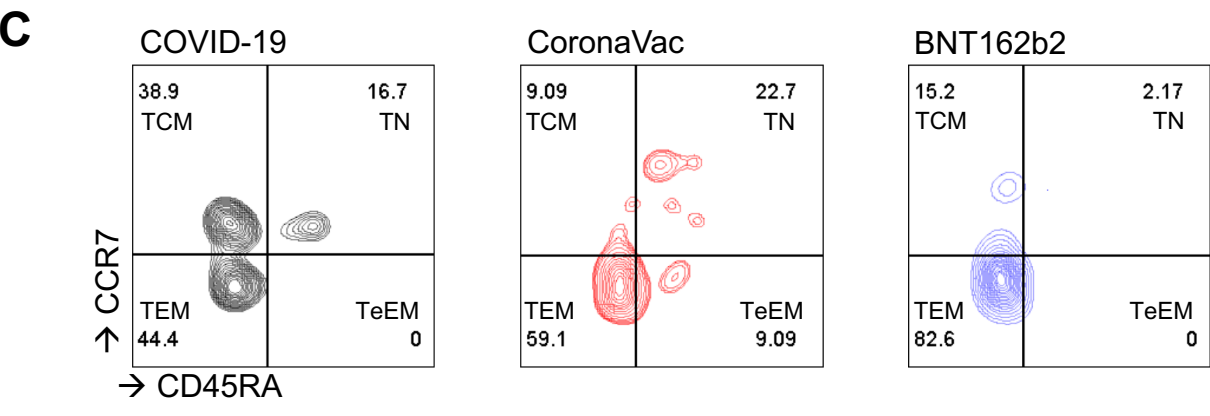 C
COVID-19
38.9 16.7
TCM TN
TEM TeEM
44.4 0
CoronaVac
9.09 22.7
TCM TN
TEM TeEM
59.1 9.09
BNT162b2
15.2 2.17
TCM TN
TEM TeEM
82.6 0
→ CCR7
→ CD45RA